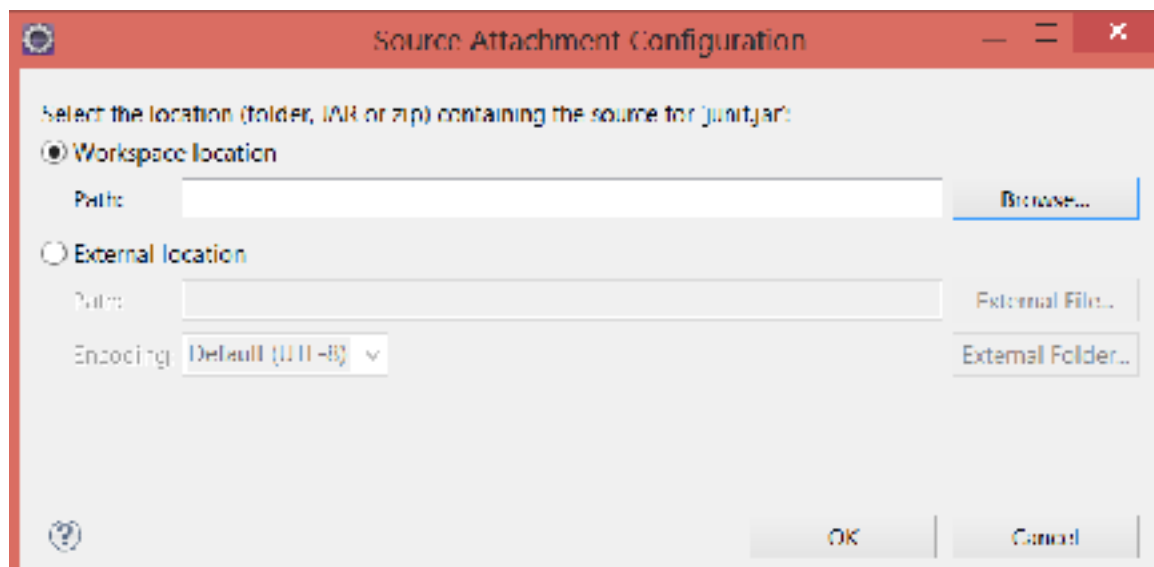 Source Attachment Configuration
Select the location (folder, JAR or zip) containing the source for 'junit.jar':
Workspace location
Path:
Browse...
External location
Path:
External File...
Encoding: Default (UTF-8)
External Folder...
OK
Cancel